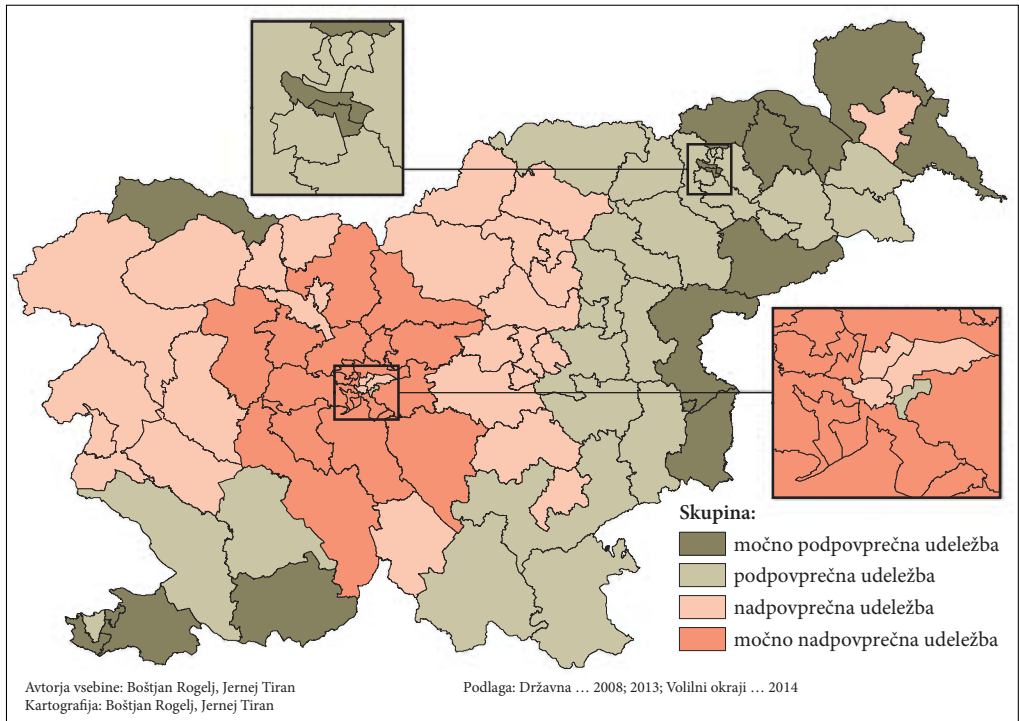 Skupina:
močno podpovprečna udeležba
podpovprečna udeležba
nadpovprečna udeležba
močno nadpovprečna udeležba
Avtorja vsebine: Boštjan Rogelj, Jernej Tiran
Kartografija: Boštjan Rogelj, Jernej Tiran
Podlaga: Državna … 2008; 2013; Volilni okraji … 2014